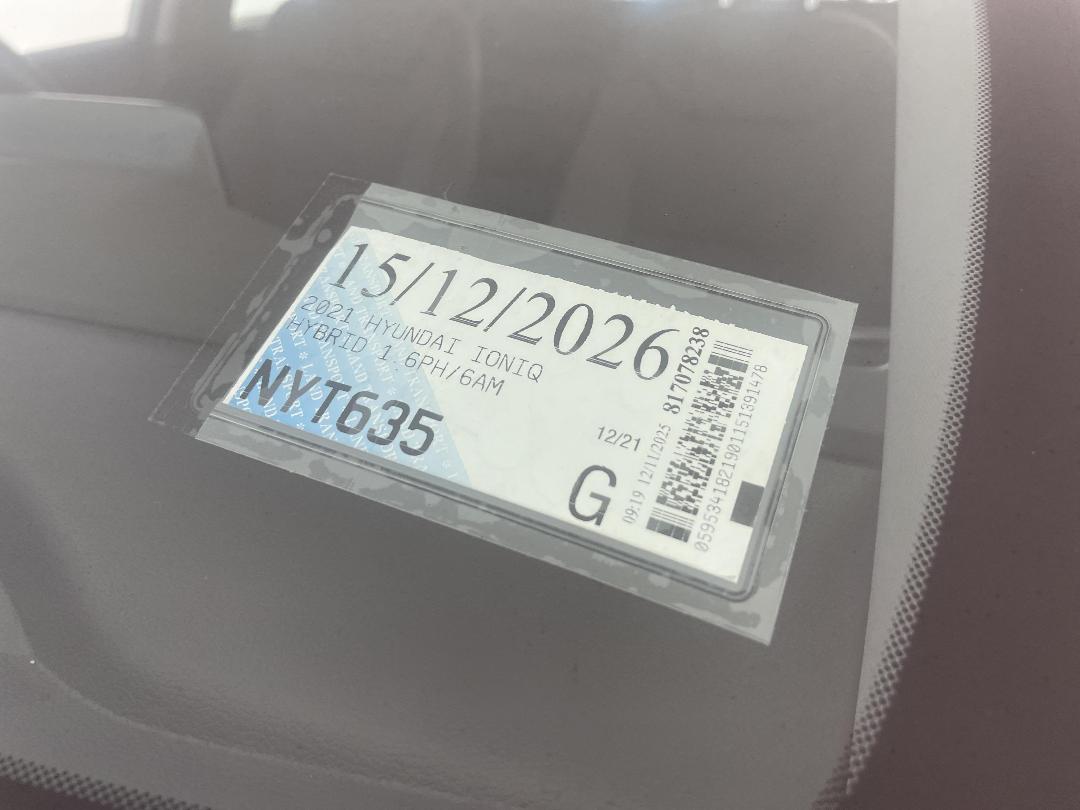 15/12/2026
2021 HYUNDAI IONIQ
HYBRID 1.6PH/6AM
NYT635
12/21
G
09:19 12/11/2025
817078238
0595341821901151391478